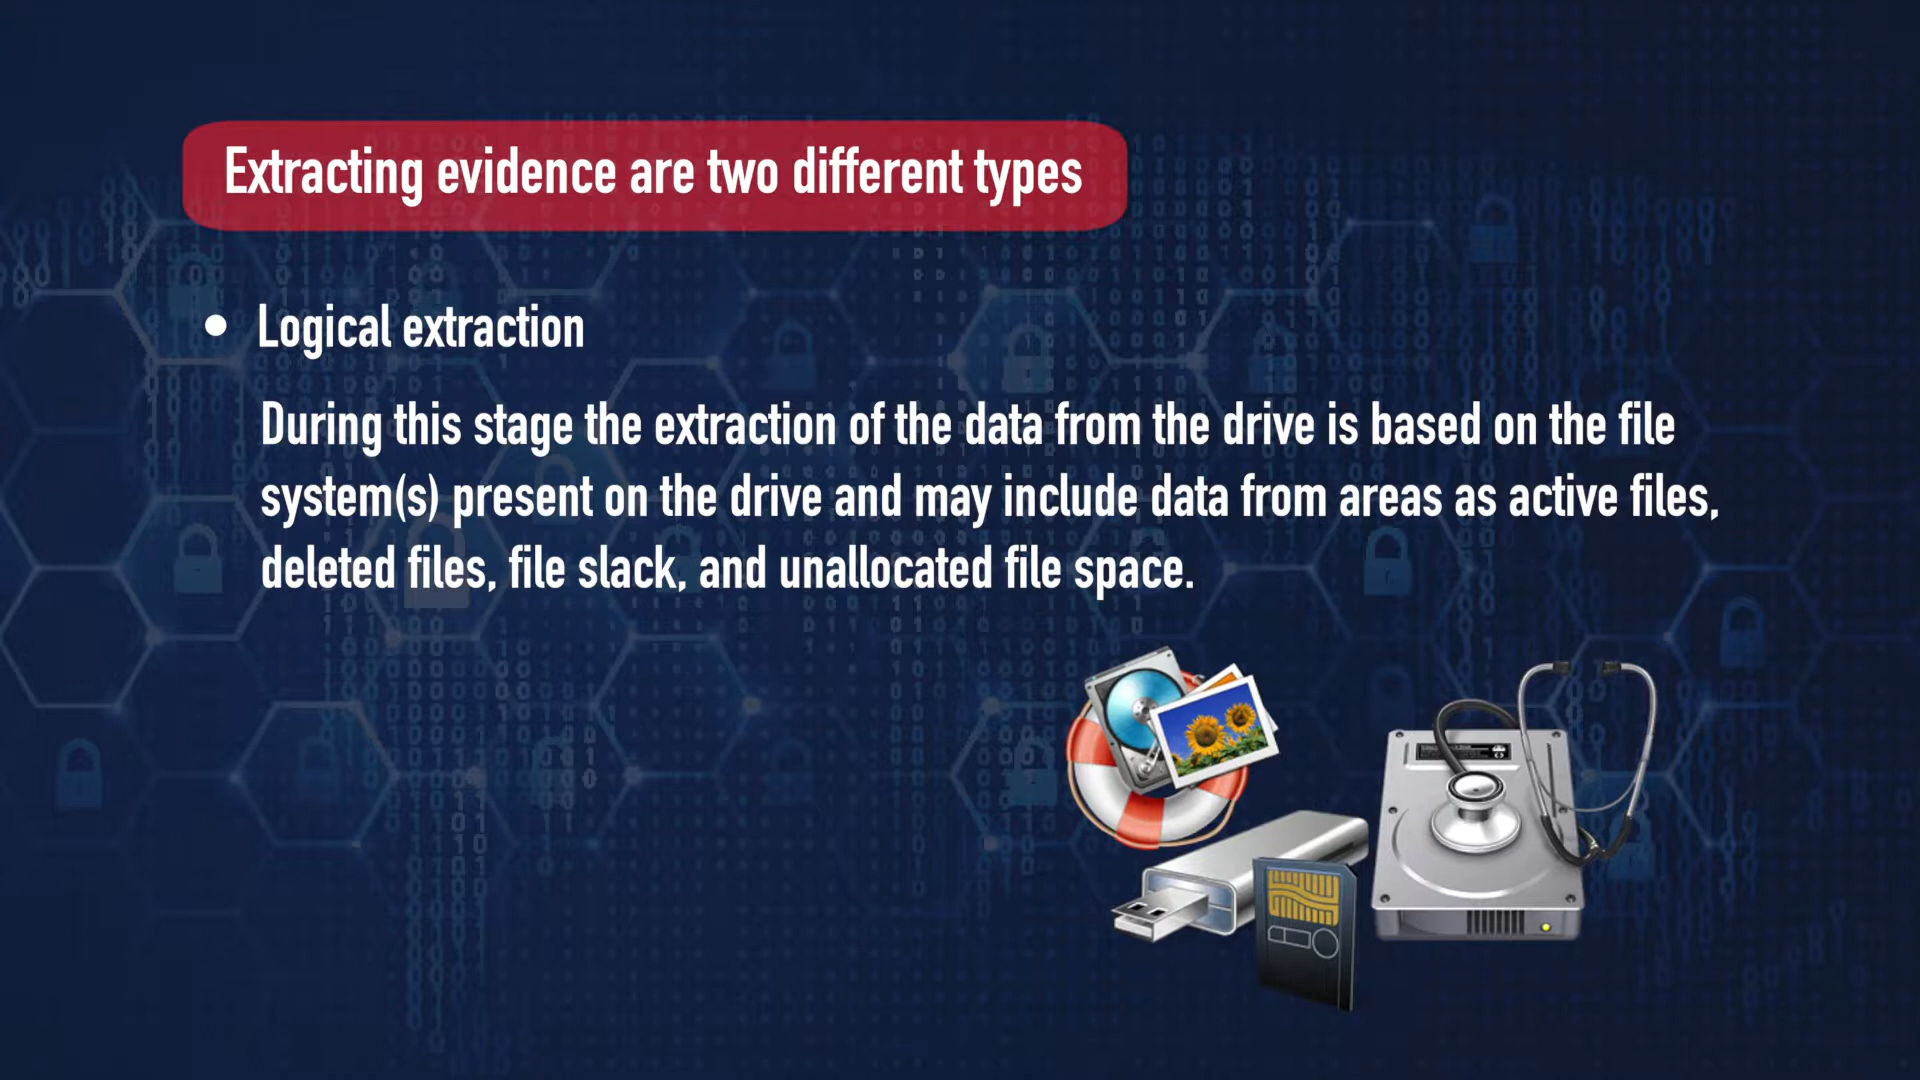 Extracting evidence are two different types
• Logical extraction
During this stage the extraction of the data from the drive is based on the file
system(s) present on the drive and may include data from areas as active files,
deleted files, file slack, and unallocated file space.